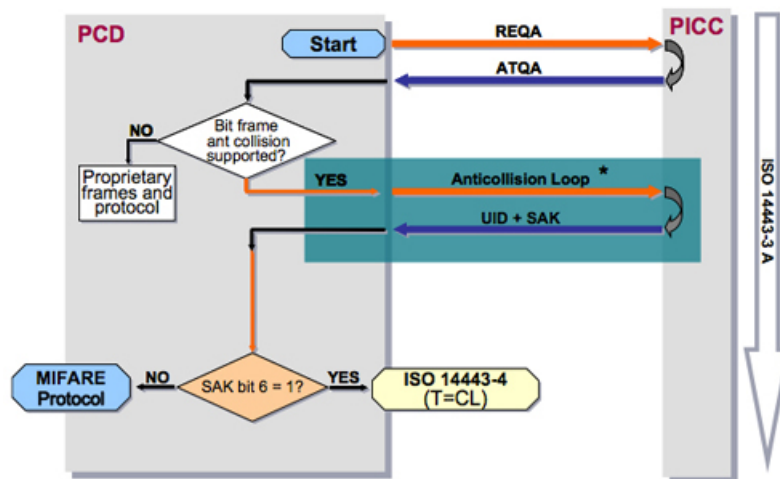 PCD
PICC
Start
REQA
ATQA
NO
Bit frame
ant collision
supported?
Proprietary
frames and
protocol
YES
Anticollision Loop *
UID + SAK
ISO 14443-3 A
MIFARE
Protocol
NO
SAK bit 6 = 1?
YES
ISO 14443-4
(T=CL)